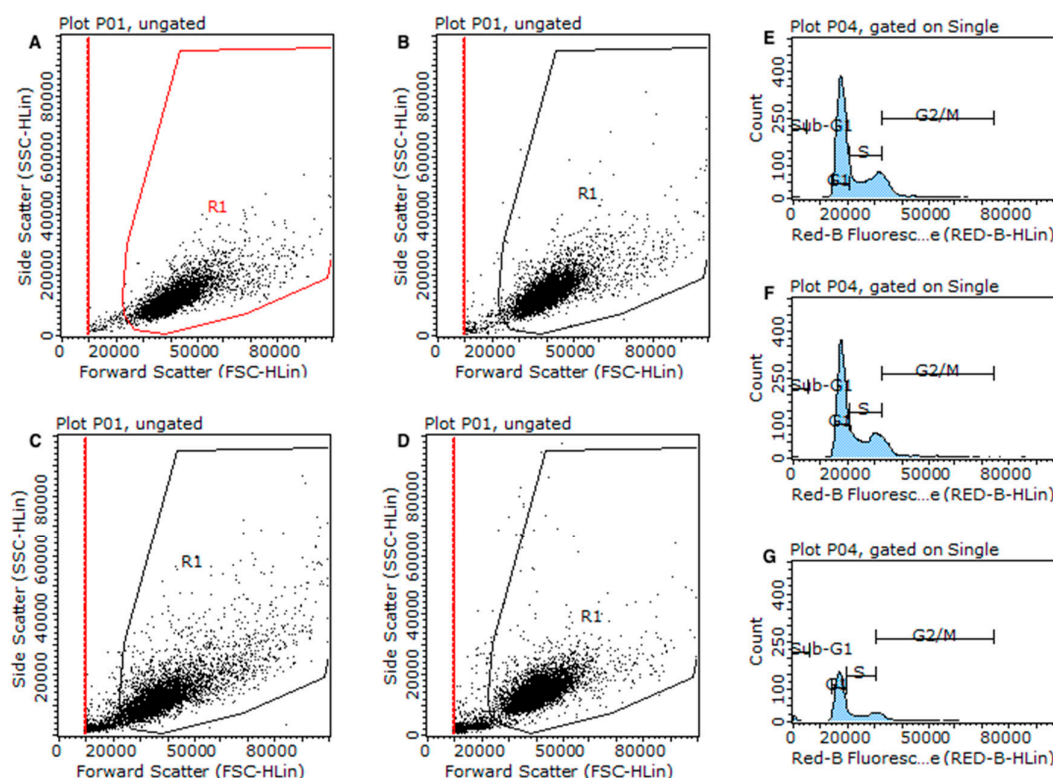 A
Plot P01, ungated
Side Scatter (SSC-HLin)
80000
60000
40000
20000
0
R1
0 20000 50000 80000
Forward Scatter (FSC-HLin)
B
Plot P01, ungated
Side Scatter (SSC-HLin)
80000
60000
40000
20000
0
R1
0 20000 50000 80000
Forward Scatter (FSC-HLin)
C
Plot P01, ungated
Side Scatter (SSC-HLin)
80000
60000
40000
20000
R1
0 20000 50000 80000
Forward Scatter (FSC-HLin)
D
Plot P01, ungated
Side Scatter (SSC-HLin)
80000
60000
40000
20000
0
R1
0 20000 50000 80000
Forward Scatter (FSC-HLin)
E
Plot P04, gated on Single
Count
400
250
100
0
Sub-G1
G2/M
S
G1
0 20000 50000 80000
Red-B Fluoresc...e (RED-B-HLin)
F
Plot P04, gated on Single
Count
400
250
100
0
Sub-G1
G2/M
S
G1
0 20000 50000 80000
Red-B Fluoresc...e (RED-B-HLin)
G
Plot P04, gated on Single
Count
400
250
100
0
Sub-G1
G2/M
S
G1
0 20000 50000 80000
Red-B Fluoresc...e (RED-B-HLin)